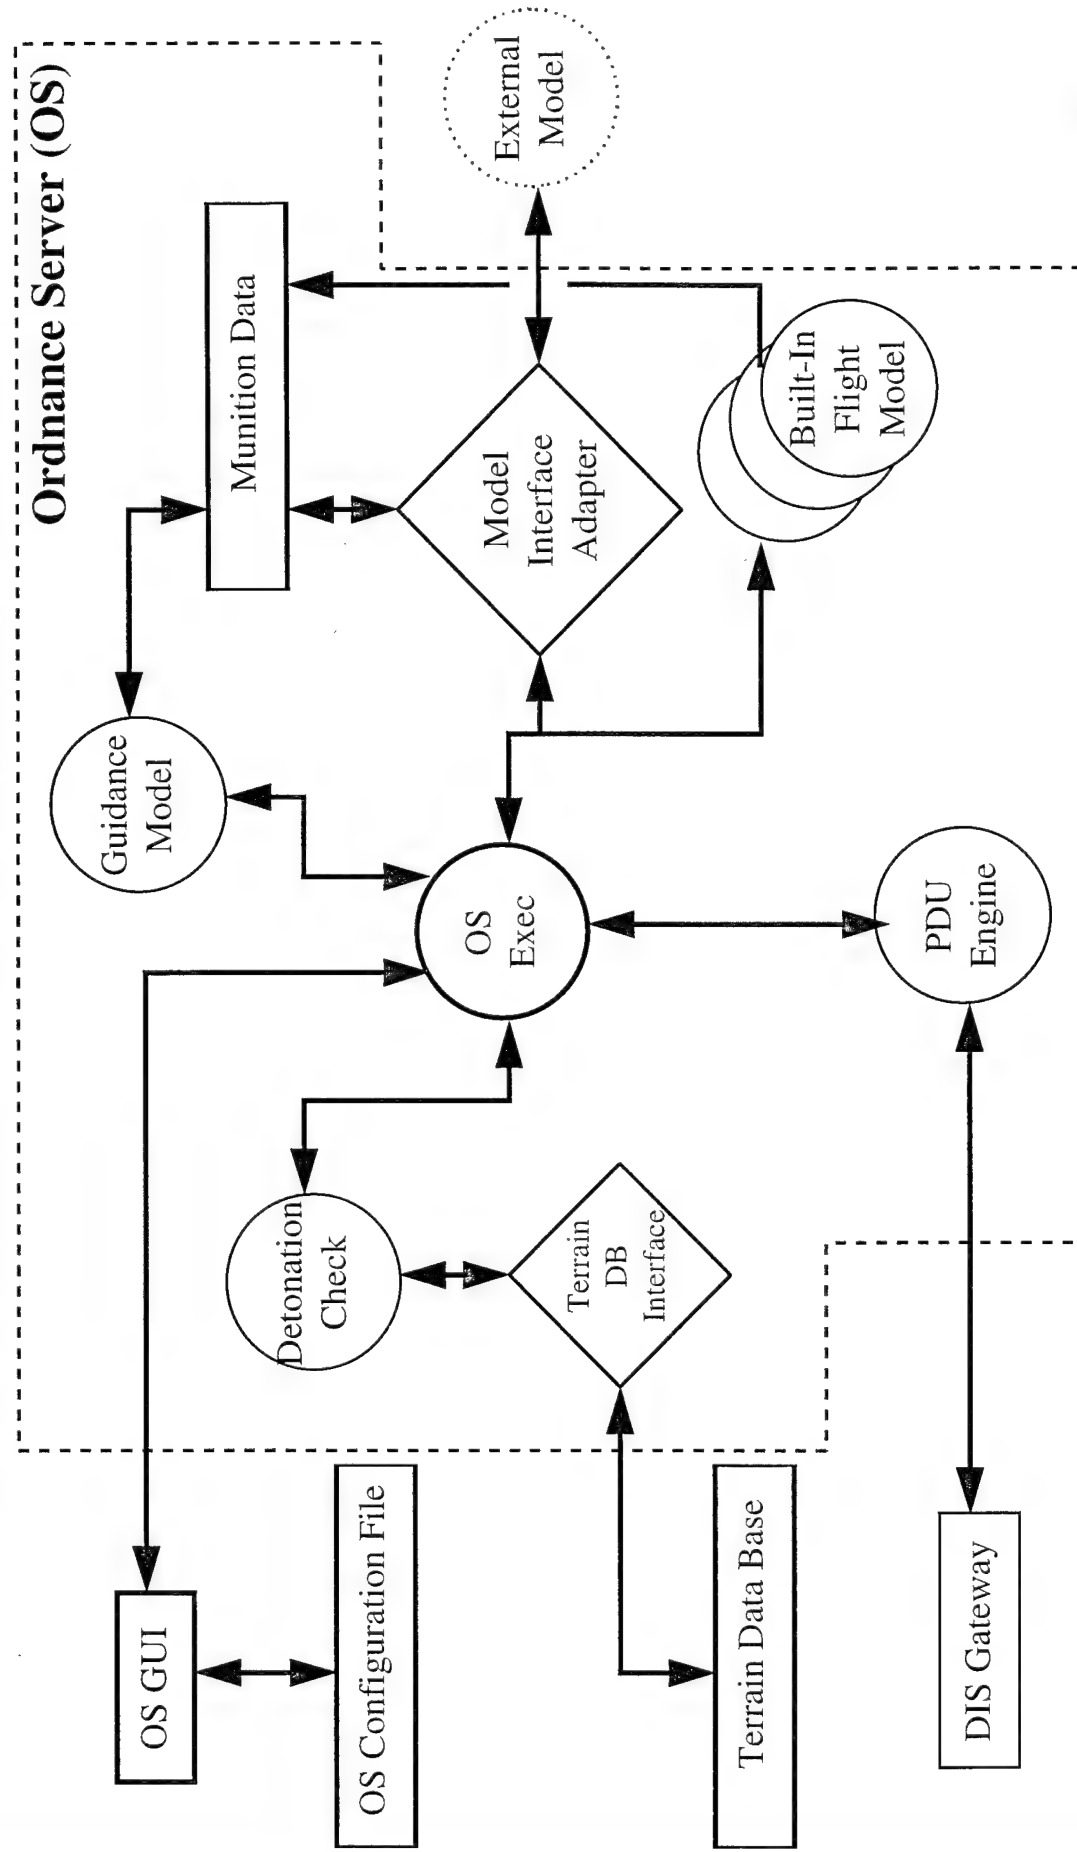 Ordnance Server (OS)
OS GUI
OS Configuration File
Terrain Data Base
DIS Gateway
Detonation
Check
Terrain
DB
Interface
Guidance
Model
OS
Exec
PDU
Engine
Munition Data
Model
Interface
Adapter
Built-In
Flight
Model
External
Model